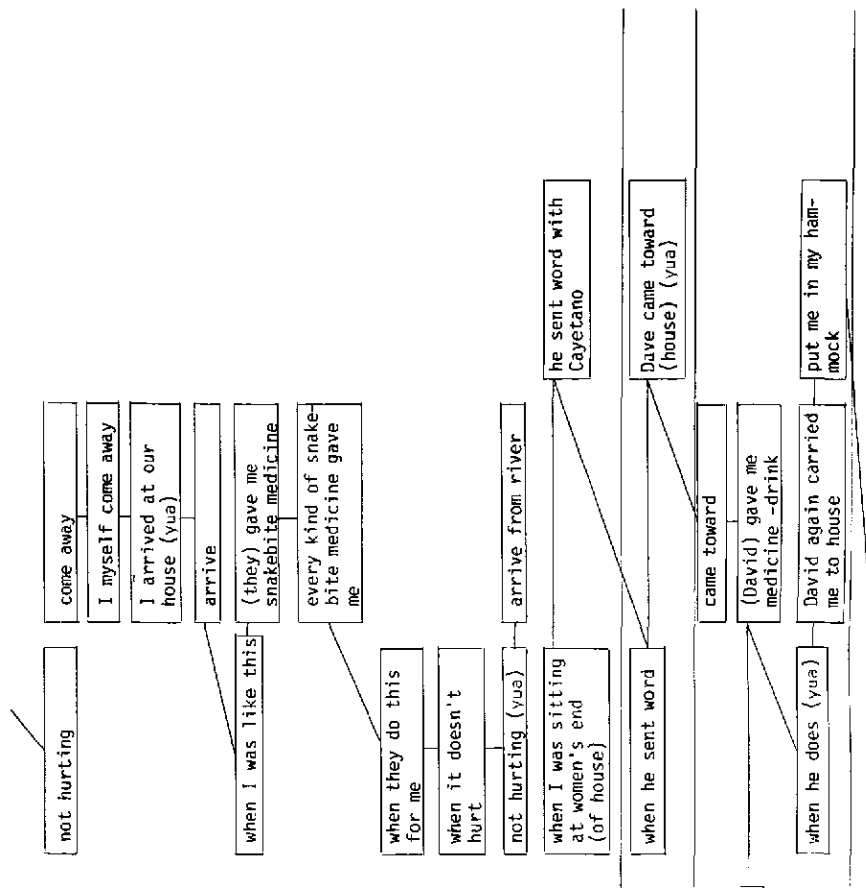 not hurting
come away
I myself come away
I arrived at our
house (yua)
arrive
when I was like this
(they) gave me
snakebite medicine
every kind of snake-
bite medicine gave
me
when they do this
for me
when it doesn't
hurt
not hurting (yua)
arrive from river
when I was sitting
at women's end
(of house)
he sent word with
Cayetano
when he sent word
Dave came toward
(house) (yua)
came toward
(David) gave me
medicine -drink
when he does (yua)
David again carried
me to house
put me in my ham-
mock